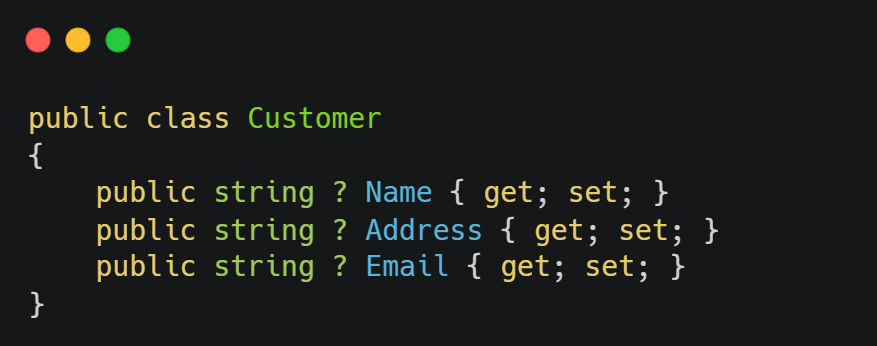 public class Customer
{
    public string ? Name { get; set; }
    public string ? Address { get; set; }
    public string ? Email { get; set; }
}